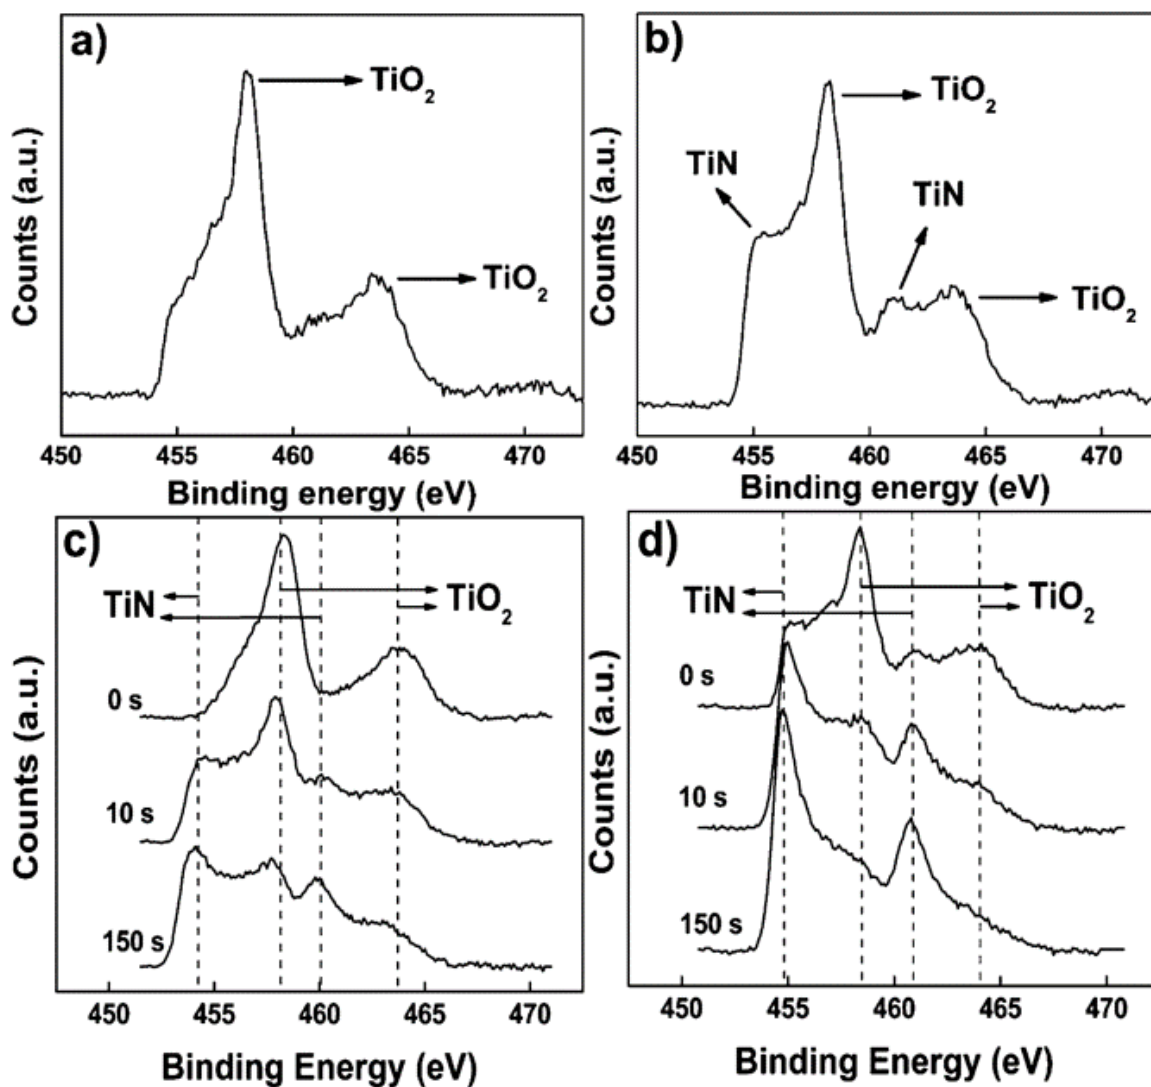 a)
TiO₂
TiO₂
Counts (a.u.)
450 455 460 465 470
Binding energy (eV)
b)
TiO₂
TiN
TiN
TiO₂
Counts (a.u.)
450 455 460 465 470
Binding energy (eV)
c)
TiN
TiO₂
0 s
10 s
150 s
Counts (a.u.)
450 455 460 465 470
Binding Energy (eV)
d)
TiN
TiO₂
0 s
10 s
150 s
Counts (a.u.)
450 455 460 465 470
Binding Energy (eV)